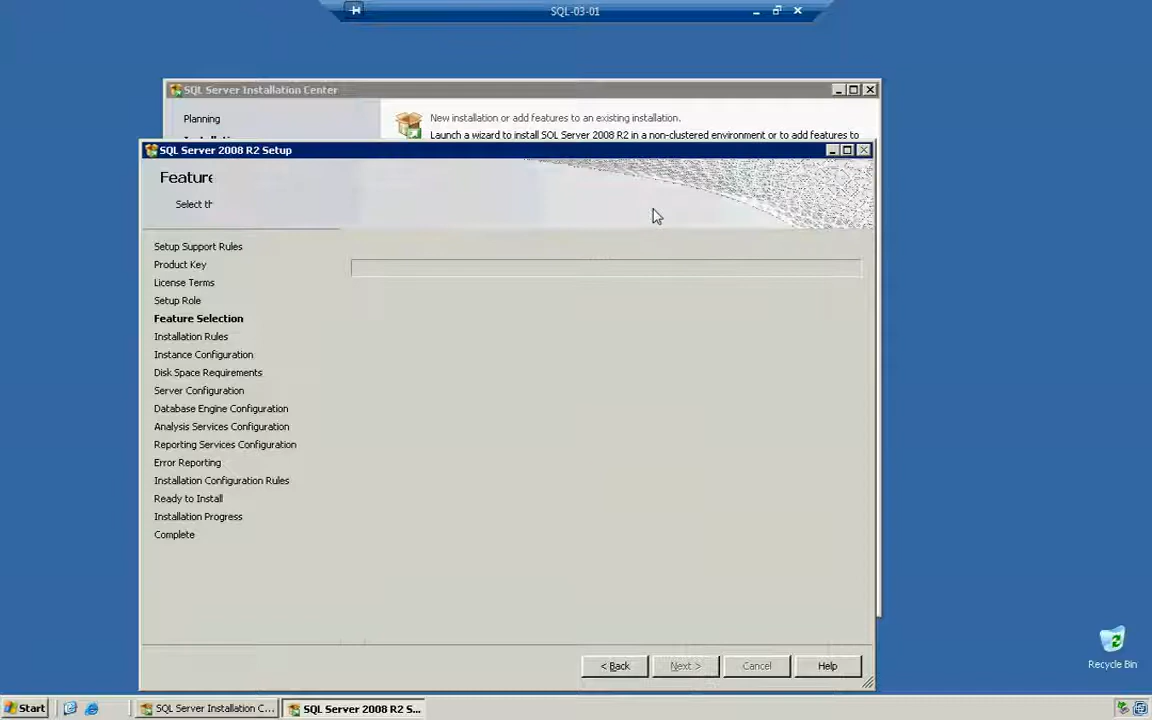 SQL-03-01
SQL Server Installation Center
Planning
New installation or add features to an existing installation.
Launch a wizard to install SQL Server 2008 R2 in a non-clustered environment or to add features to
SQL Server 2008 R2 Setup
Feature
Select th
Setup Support Rules
Product Key
License Terms
Setup Role
Feature Selection
Installation Rules
Instance Configuration
Disk Space Requirements
Server Configuration
Database Engine Configuration
Analysis Services Configuration
Reporting Services Configuration
Error Reporting
Installation Configuration Rules
Ready to Install
Installation Progress
Complete
< Back
Next >
Cancel
Help
Recycle Bin
Start
SQL Server Installation C...
SQL Server 2008 R2 S...